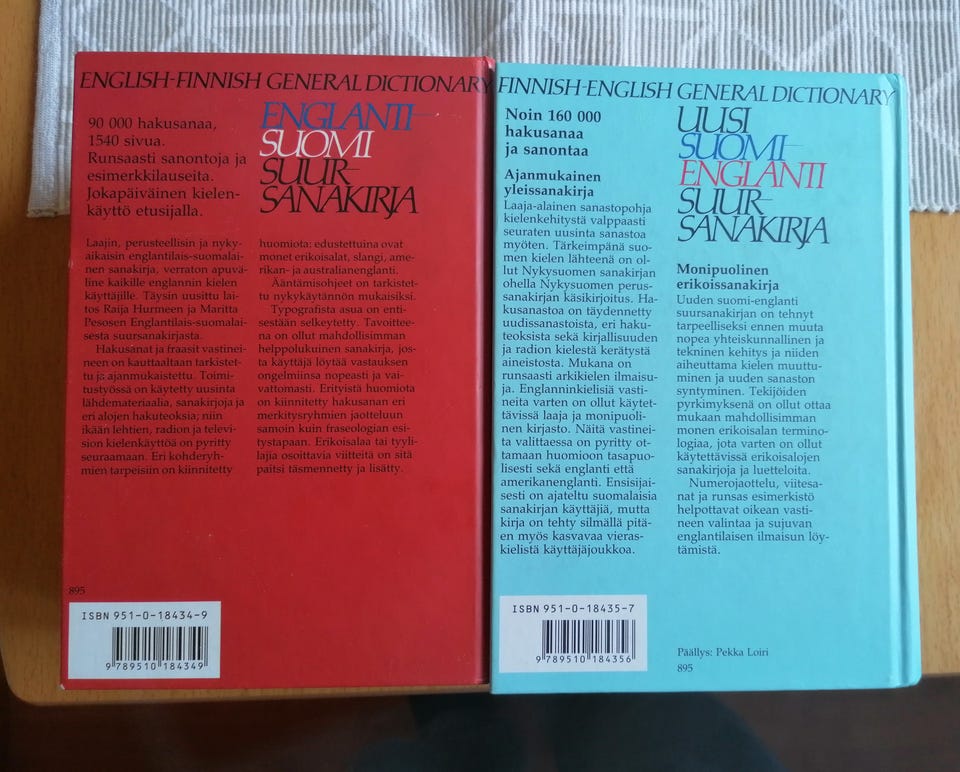 ENGLISH-FINNISH GENERAL DICTIONARY
90 000 hakusanaa,
1540 sivua.
Runsaasti sanontoja ja
esimerkkilauseita.
Jokapäiväinen kielen-
käyttö etusijalla.
ENGLANTI-
SUOMI
SUUR-
SANAKIRJA
Laajin, perusteellisin ja nyky-
aikaisin englantilais-suomalai-
nen sanakirja, verraton apuvä-
line kaikille englannin kielen
käyttäjille. Täysin uusittu lai-
tos Raija Hurmeen ja Maritta
Pesosen Englantilais-suomalai-
sesta suursanakirjasta.
Hakusanat ja fraasit vastinei-
neen on kauttaaltaan tarkistet-
tu ja ajanmukaistettu. Toimi-
tustyössä on käytetty uusinta
lähdemateriaalia, sanakirjoja ja
eri alojen hakuteoksia; niin
ikään lehtien, radion ja televi-
sion kielenkäyttöä on pyritty
seuraamaan. Eri kohderyh-
mien tarpeisiin on kiinnitetty
huomiota; edustettuina ovat
monet erikoisalat, slangi, ame-
rikan- ja australianenglanti.
Ääntämisohjeet on tarkistet-
tu nykykäytännön mukaisiksi.
Typografista asua on enti-
sestään selkeytetty. Tavoittee-
na on ollut mahdollisimman
helppolukuinen sanakirja, jos-
ta käyttäjä löytää vastauksen
ongelmiinsa nopeasti ja vai-
vattomasti. Erityistä huomiota
on kiinnitetty hakusanan eri
merkitysryhmien jaotteluun
samoin kuin fraseologian esi-
tystapaan. Erikoisalaa tai tyyli-
lajia osoittavia viitteitä on sitä
paitsi täsmennetty ja lisätty.
895
ISBN 951-0-18434-9
9 789510 184349
FINNISH-ENGLISH GENERAL DICTIONARY
Noin 160 000
hakusanaa
ja sanontaa
Ajanmukainen
yleissanakirja
Laaja-alainen sanastopohja
kielenkehitystä valppaasti
seuraten uusinta sanastoa
myöten. Tärkeimpänä suo-
men kielen lähteenä on ol-
lut Nykysuomen sanakirjan
ohella Nykysuomen perus-
sanakirjan käsikirjoitus. Ha-
kusanastoa on täydennetty
uudissanastoista, eri haku-
teoksista sekä kirjallisuuden
ja radion kielestä kerätystä
aineistosta. Mukana on
runsaasti arkikielen ilmaisu-
ja. Englanninkielisiä vasti-
neita varten on ollut käytet-
tävissä laaja ja monipuoli-
nen kirjasto. Näitä vastinei-
ta valittaessa on pyritty ot-
tamaan huomioon tasapuo-
lisesti sekä englanti että
amerikanenglanti. Ensisijai-
sesti on ajateltu suomalaisia
sanakirjan käyttäjiä, mutta
kirja on tehty silmällä pitä-
en myös kasvavaa vieras-
kielistä käyttäjäjoukkoa.
UUSI
SUOMI-
ENGLANTI
SUUR-
SANAKIRJA
Monipuolinen
erikoissanakirja
Uuden suomi-englanti
suursanakirjan on tehnyt
tarpeelliseksi ennen muuta
nopea yhteiskunnallinen ja
tekninen kehitys ja niiden
aiheuttama kielen muuttu-
minen ja uuden sanaston
syntyminen. Tekijöiden
pyrkimyksenä on ollut ottaa
mukaan mahdollisimman
monen erikoisalan termino-
logiaa, jota varten on ollut
käytettävissä erikoisalojen
sanakirjoja ja luetteloita.
Numerojaottelu, viitesa-
nat ja runsas esimerkistö
helpottavat oikean vasti-
neen valintaa ja sujuvan
englantilaisen ilmaisun löy-
tämistä.
ISBN 951-0-18435-7
9 789510 184356
Päällys: Pekka Loiri
895